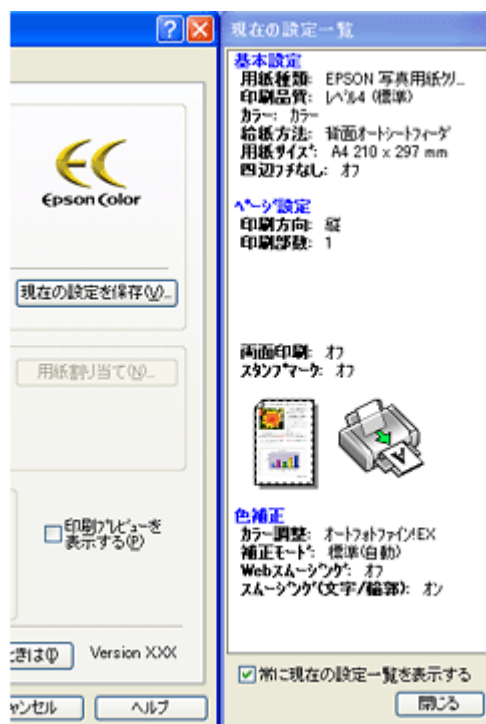 Epson Color
現在の設定を保存(V)...
用紙割り当て(N)...
印刷プレビューを
表示する(P)
ときは(I)
Version XXX
ャンセル
ヘルプ
現在の設定一覧
基本設定
用紙種類: EPSON 写真用紙クリ...
印刷品質: レベル4 (標準)
カラー: カラー
給紙方法: 背面オートシートフィーダ
用紙サイズ: A4 210 x 297 mm
四辺フチなし: オフ
ページ設定
印刷方向: 縦
印刷部数: 1
両面印刷: オフ
スタンプマーク: オフ
色補正
カラー調整: オートフォトファイン!EX
補正モード: 標準(自動)
Webスムージング: オフ
スムージング(文字/輪郭): オン
常に現在の設定一覧を表示する
閉じる